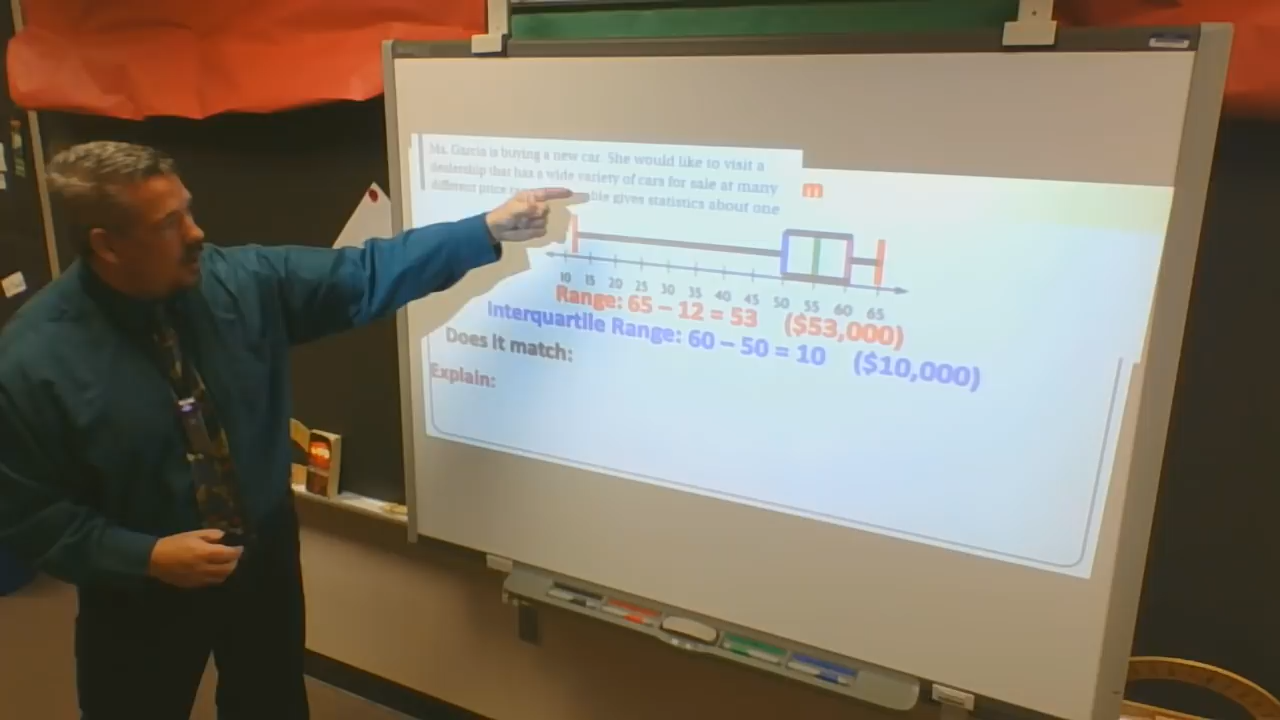 Ms. Garcia is buying a new car. She would like to visit a
dealership that has a wide variety of cars for sale at many
different price gives statistics about one
m
10 15 20 25 30 35 40 45 50 55 60 65
Range: 65 – 12 = 53 ($53,000)
Interquartile Range: 60 – 50 = 10 ($10,000)
Does it match:
Explain: